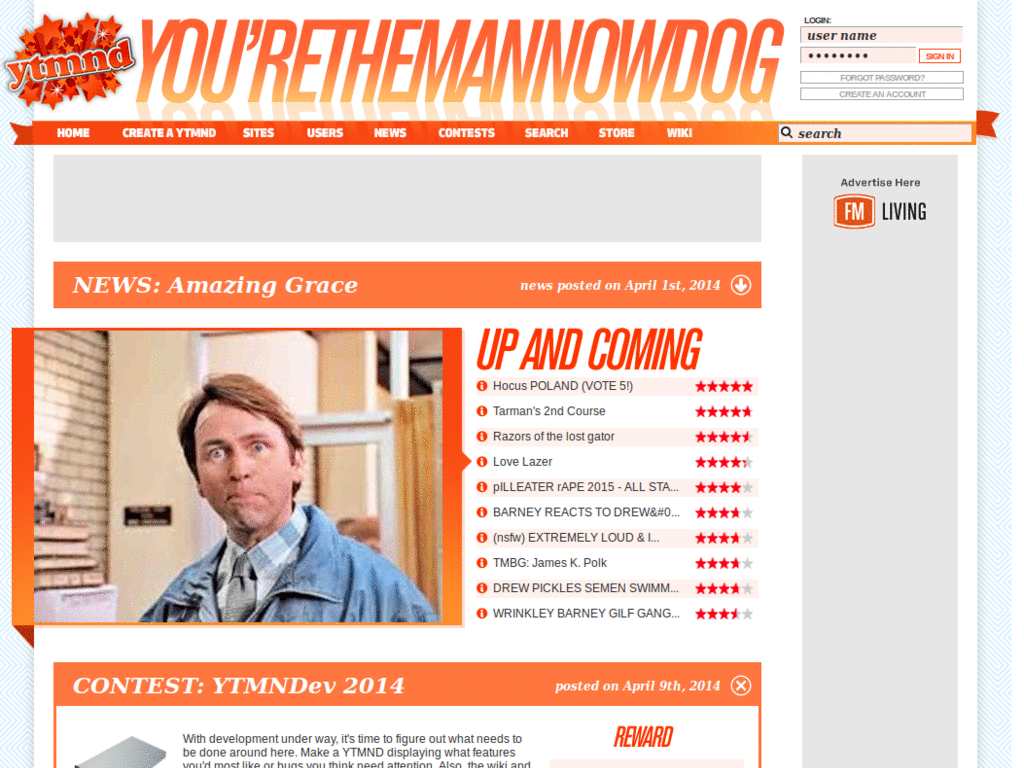 ytmnd
YOU'RETHEMANNOWDOG
LOGIN:
user name
SIGN IN
FORGOT PASSWORD?
CREATE AN ACCOUNT
HOME CREATE A YTMND SITES USERS NEWS CONTESTS SEARCH STORE WIKI
search
Advertise Here
FM LIVING
NEWS: Amazing Grace
news posted on April 1st, 2014
UP AND COMING
Hocus POLAND (VOTE 5!)
Tarman's 2nd Course
Razors of the lost gator
Love Lazer
pILLEATER rAPE 2015 - ALL STA...
BARNEY REACTS TO DREW&#0...
(nsfw) EXTREMELY LOUD & I...
TMBG: James K. Polk
DREW PICKLES SEMEN SWIMM...
WRINKLEY BARNEY GILF GANG...
CONTEST: YTMNDev 2014
posted on April 9th, 2014
With development under way, it's time to figure out what needs to
be done around here. Make a YTMND displaying what features
you'd most like or bugs you think need attention. Also, the wiki and
REWARD